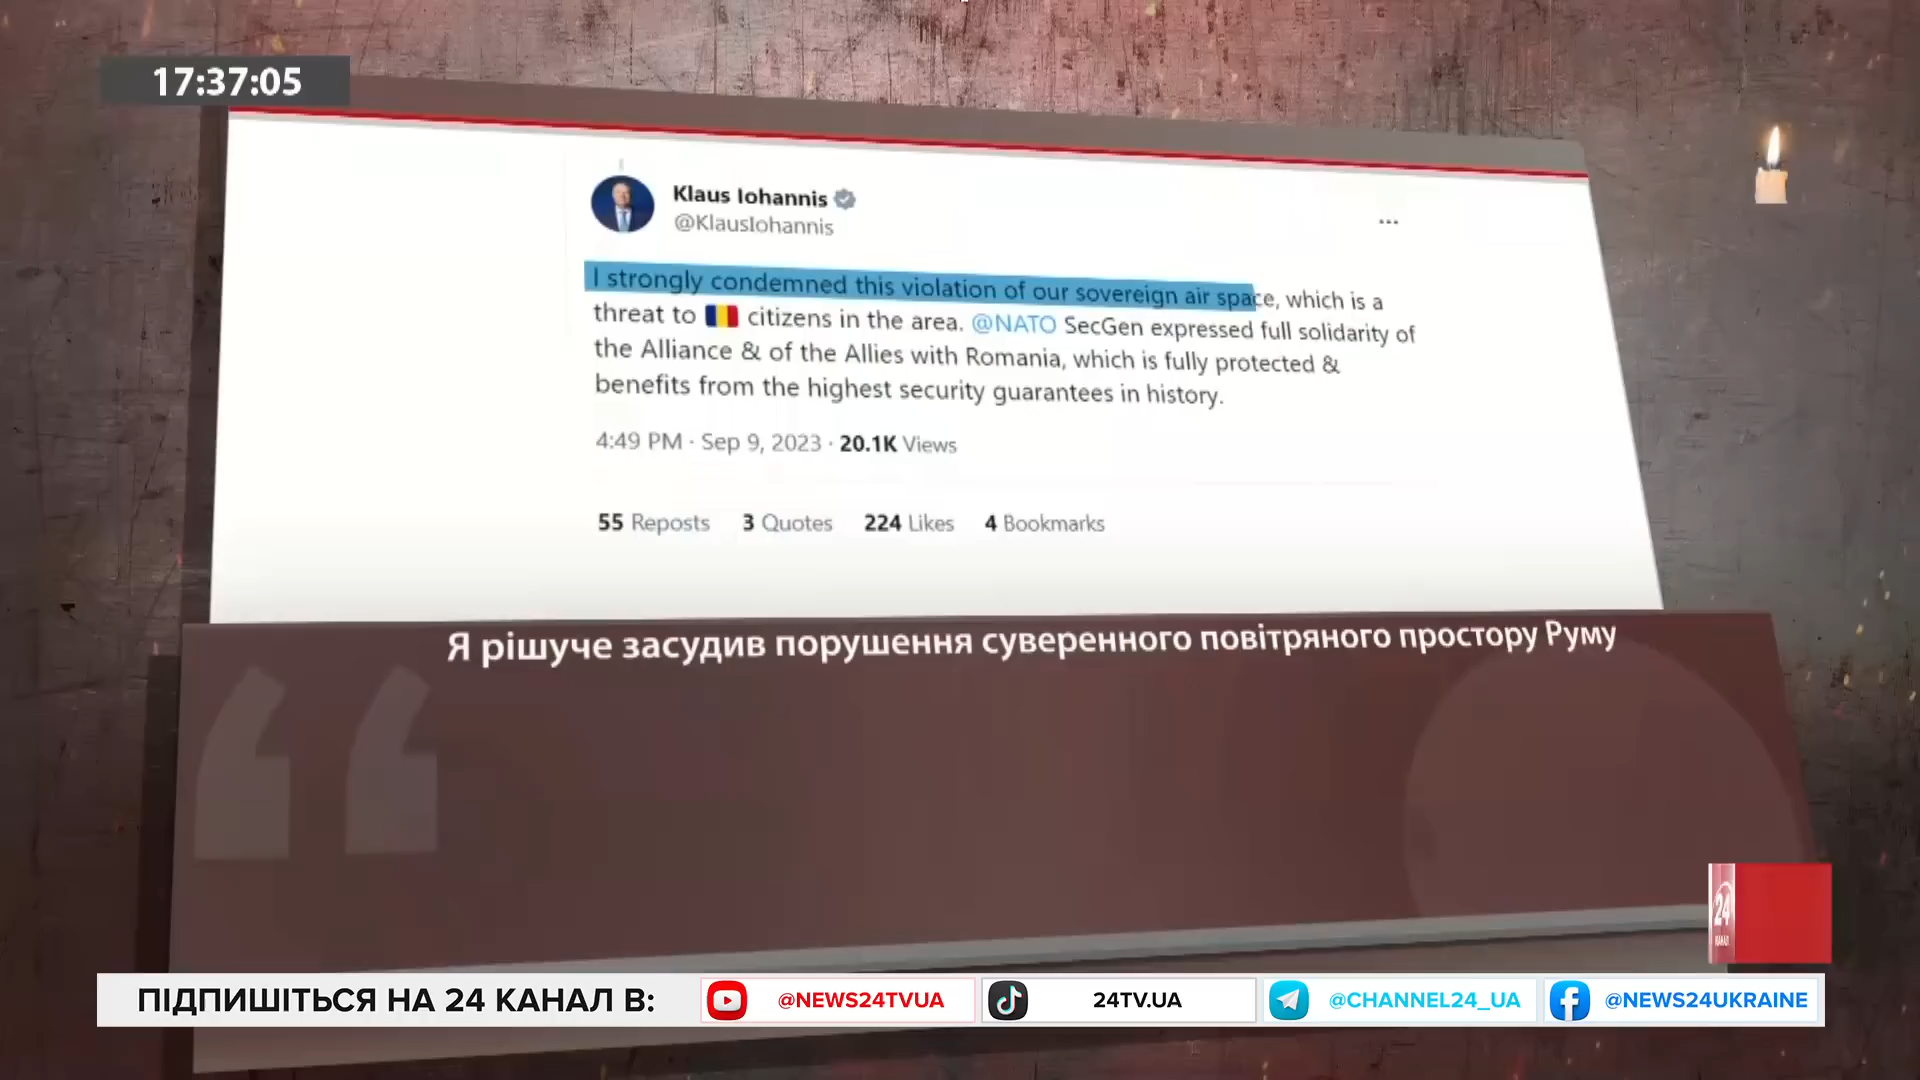 17:37:05
Klaus Iohannis
@KlausIohannis
...
I strongly condemned this violation of our sovereign air space, which is a
threat to 🇷🇴 citizens in the area. @NATO SecGen expressed full solidarity of
the Alliance & of the Allies with Romania, which is fully protected &
benefits from the highest security guarantees in history.
4:49 PM · Sep 9, 2023 · 20.1K Views
55 Reposts 3 Quotes 224 Likes 4 Bookmarks
Я рішуче засудив порушення суверенного повітряного простору Руму
24
КАНАЛ
ПІДПИШІТЬСЯ НА 24 КАНАЛ В: @NEWS24TVUA 24TV.UA @CHANNEL24_UA @NEWS24UKRAINE